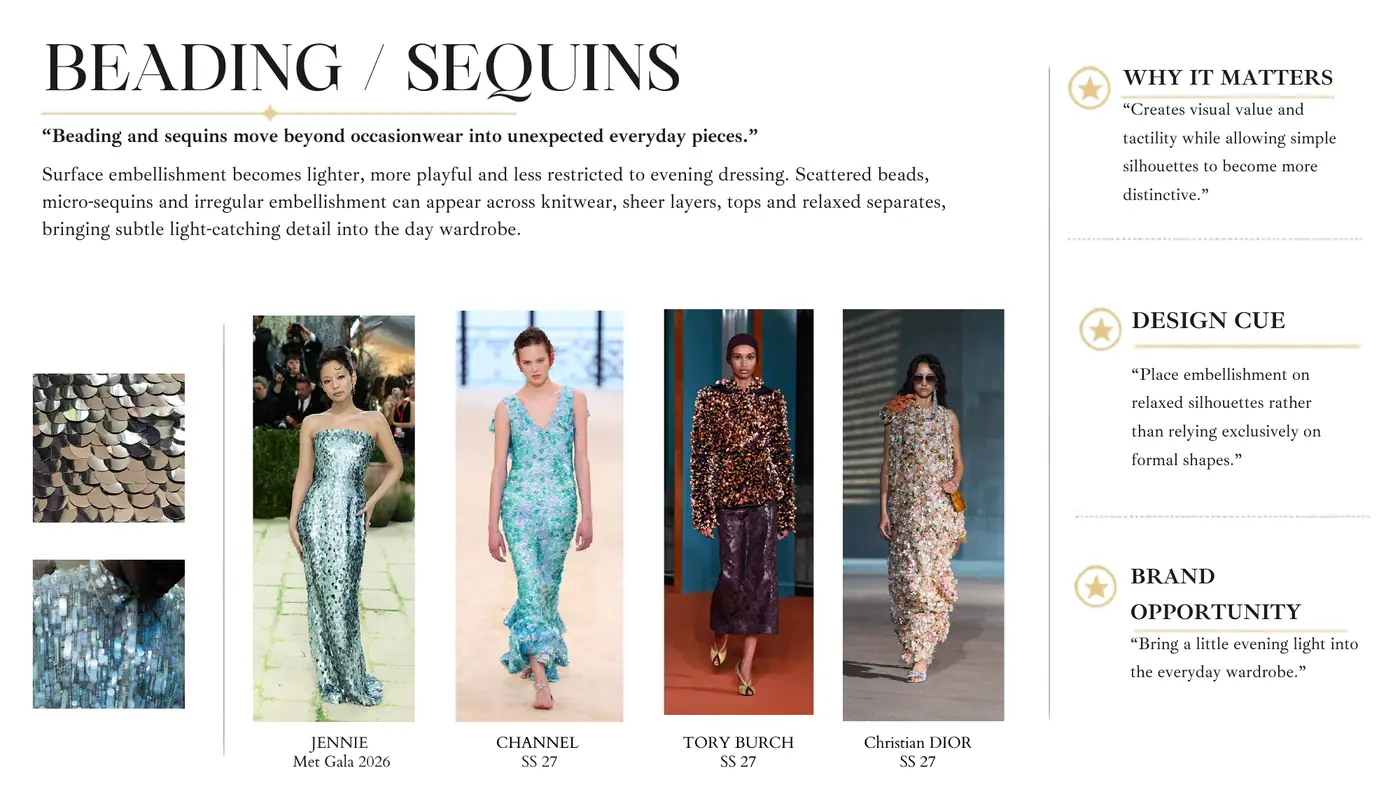 BEADING / SEQUINS
“Beading and sequins move beyond occasionwear into unexpected everyday pieces.”
Surface embellishment becomes lighter, more playful and less restricted to evening dressing. Scattered beads,
micro-sequins and irregular embellishment can appear across knitwear, sheer layers, tops and relaxed separates,
bringing subtle light-catching detail into the day wardrobe.
JENNIE
Met Gala 2026
CHANNEL
SS 27
TORY BURCH
SS 27
Christian DIOR
SS 27
WHY IT MATTERS
“Creates visual value and
tactility while allowing simple
silhouettes to become more
distinctive.”
DESIGN CUE
“Place embellishment on
relaxed silhouettes rather
than relying exclusively on
formal shapes.”
BRAND
OPPORTUNITY
“Bring a little evening light into
the everyday wardrobe.”